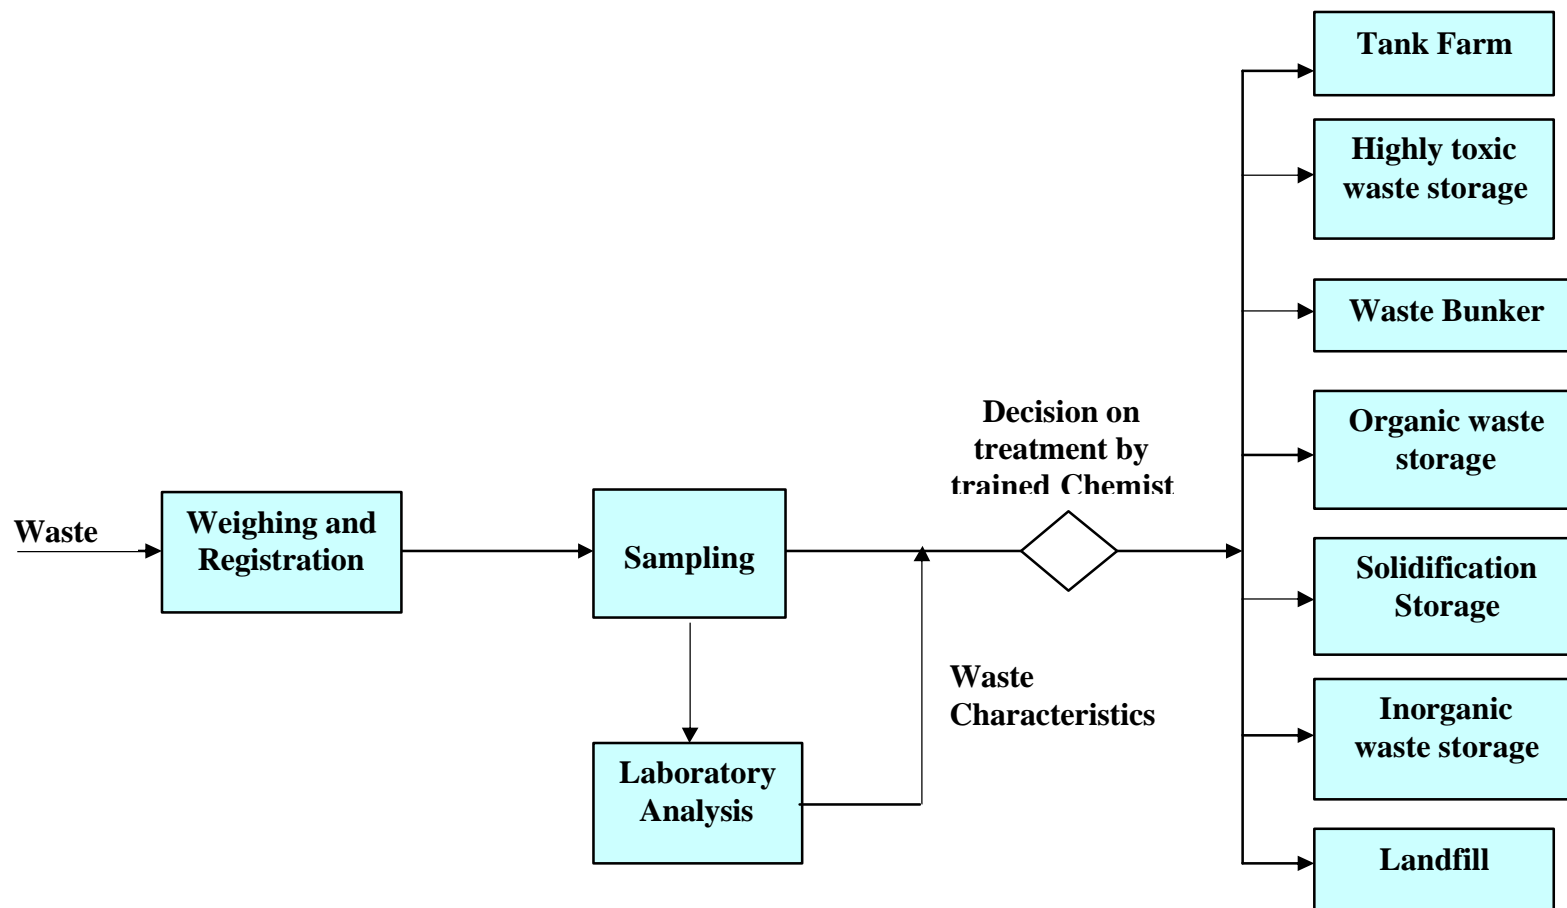 Waste
Weighing and
Registration
Sampling
Laboratory
Analysis
Waste
Characteristics
Decision on
treatment by
trained Chemist
Tank Farm
Highly toxic
waste storage
Waste Bunker
Organic waste
storage
Solidification
Storage
Inorganic
waste storage
Landfill